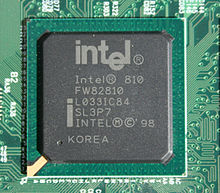 intel
Intel® 810
FW82810
L033IC84
SL3P7
INTEL®©'98
KOREA